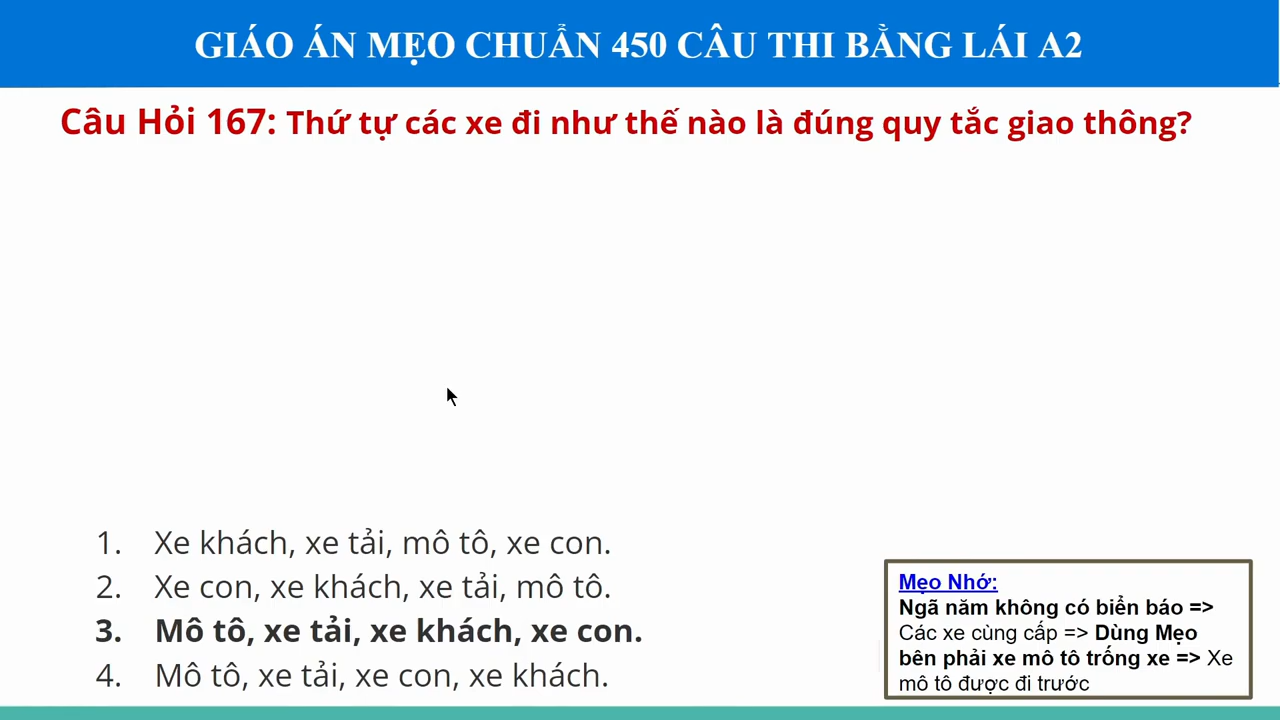 GIÁO ÁN MẸO CHUẨN 450 CÂU THI BẰNG LÁI A2
Câu Hỏi 167: Thứ tự các xe đi như thế nào là đúng quy tắc giao thông?
1. Xe khách, xe tải, mô tô, xe con.
2. Xe con, xe khách, xe tải, mô tô.
3. Mô tô, xe tải, xe khách, xe con.
4. Mô tô, xe tải, xe con, xe khách.
Mẹo Nhớ:
Ngã năm không có biển báo =>
Các xe cùng cấp => Dùng Mẹo
bên phải xe mô tô trống xe => Xe
mô tô được đi trước